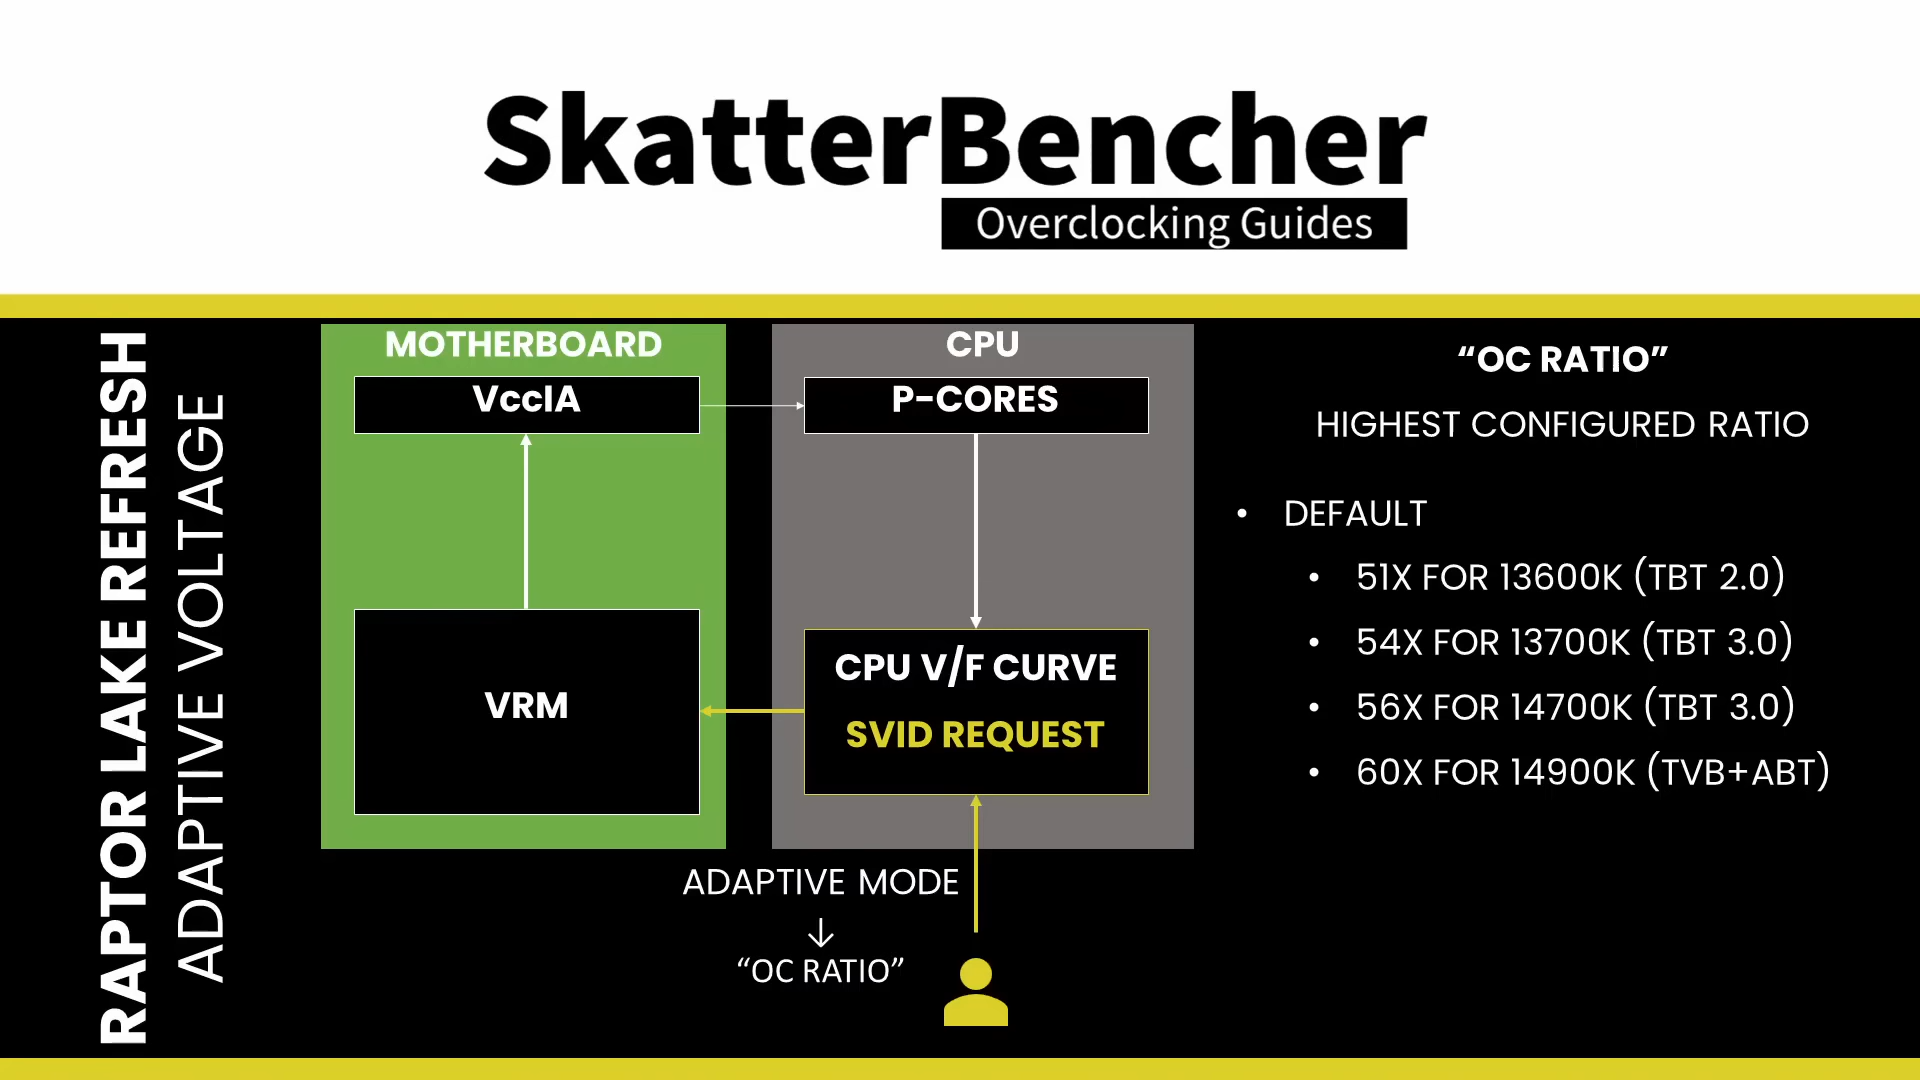 SkatterBencher
Overclocking Guides
RAPTOR LAKE REFRESH
ADAPTIVE VOLTAGE
MOTHERBOARD
VccIA
VRM
CPU
P-CORES
CPU V/F CURVE
SVID REQUEST
ADAPTIVE MODE
↓
“OC RATIO”
“OC RATIO”
HIGHEST CONFIGURED RATIO
• DEFAULT
• 51X FOR 13600K (TBT 2.0)
• 54X FOR 13700K (TBT 3.0)
• 56X FOR 14700K (TBT 3.0)
• 60X FOR 14900K (TVB+ABT)